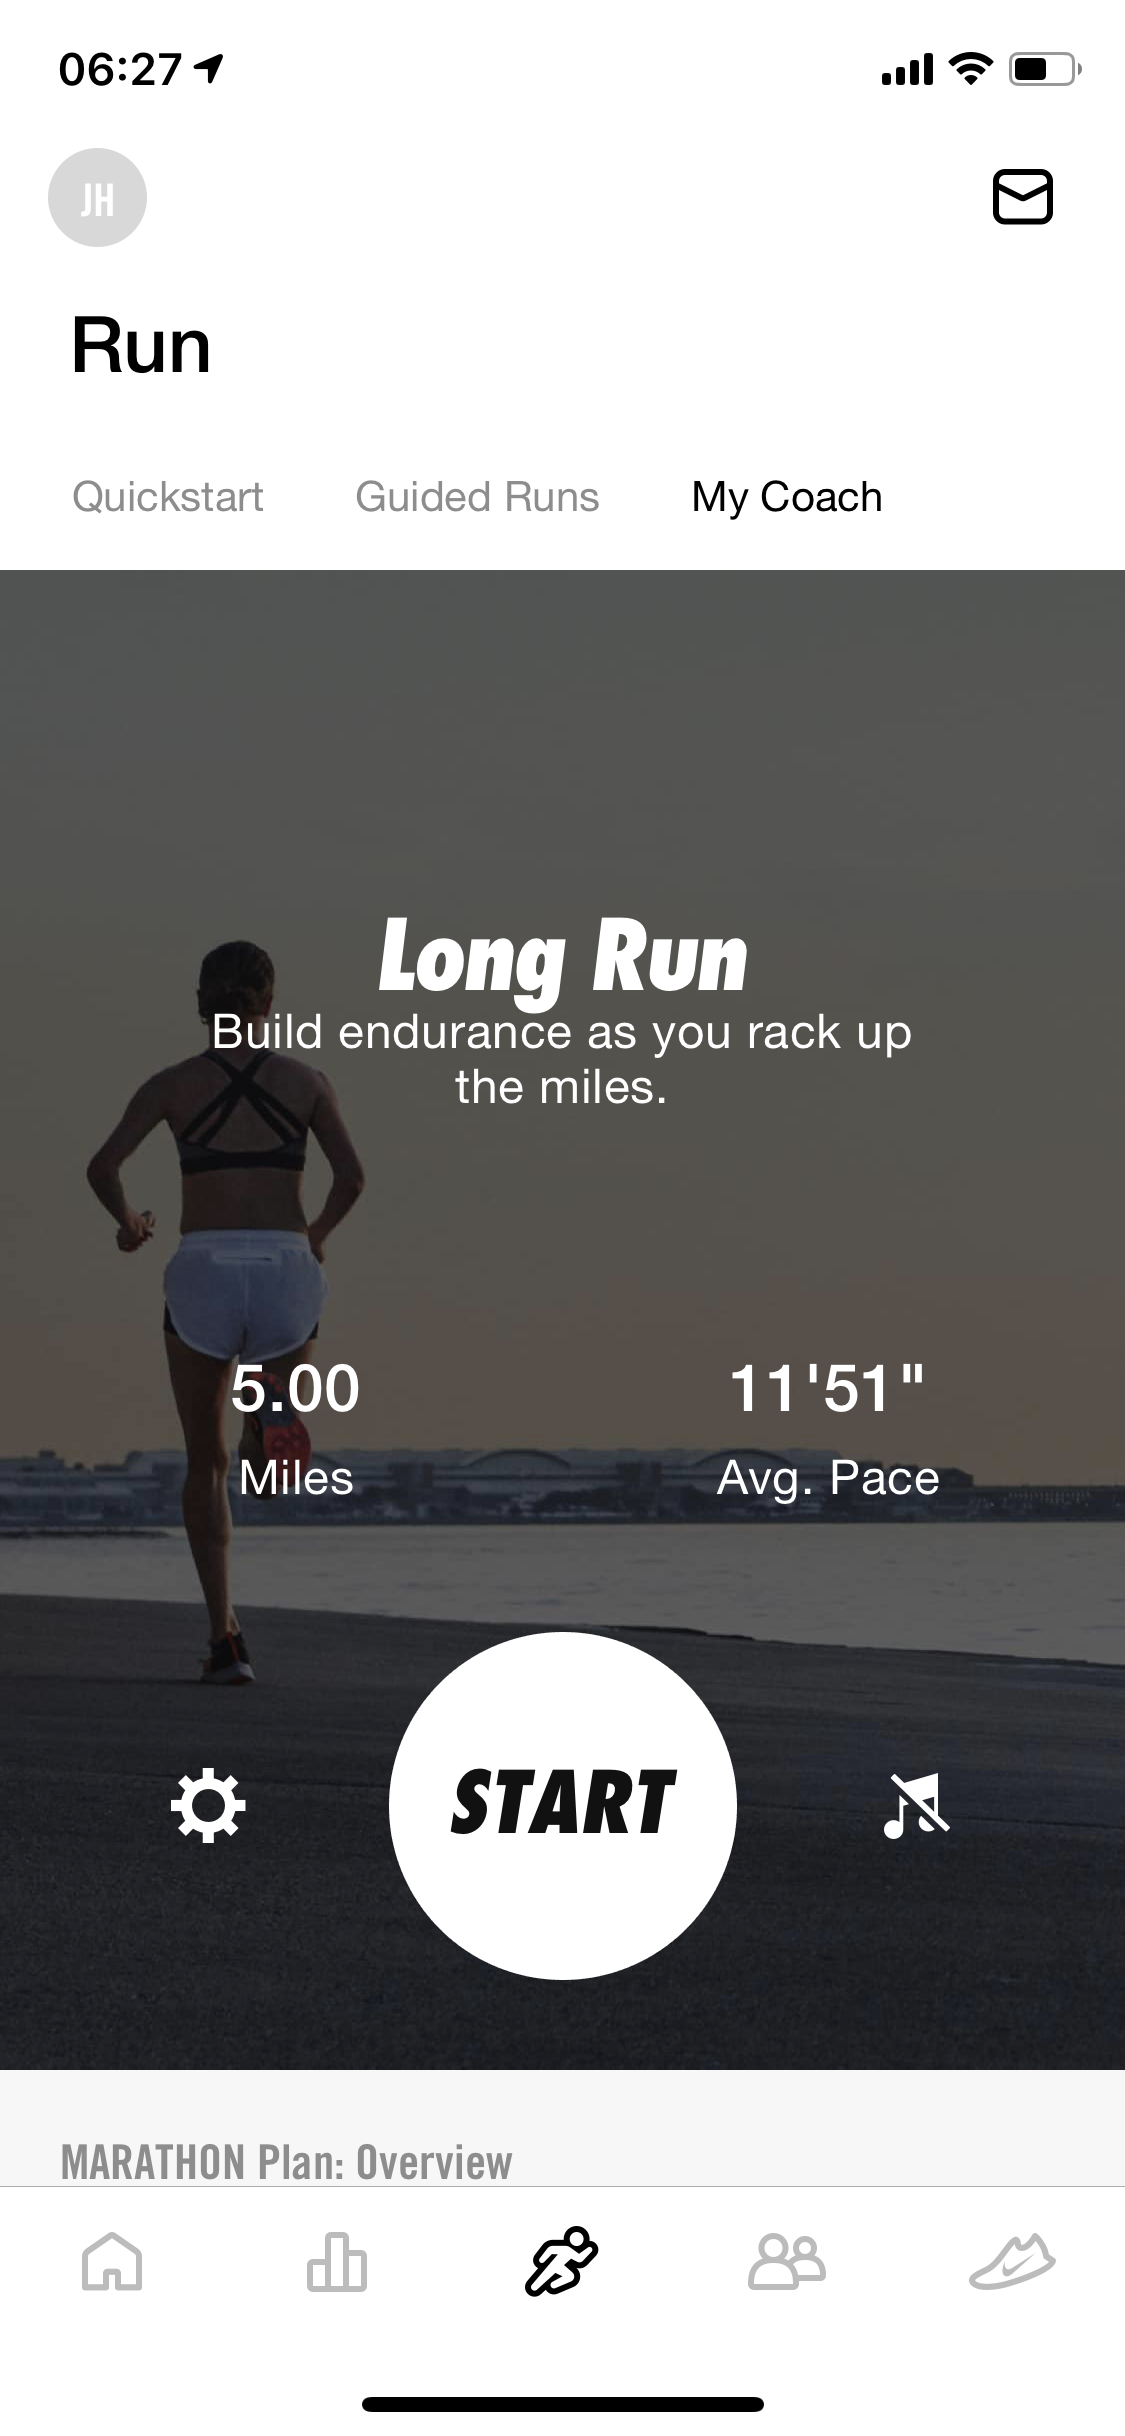 06:27
JH
Run
Quickstart Guided Runs My Coach
Long Run
Build endurance as you rack up
the miles.
5.00 11'51"
Miles Avg. Pace
START
MARATHON Plan: Overview